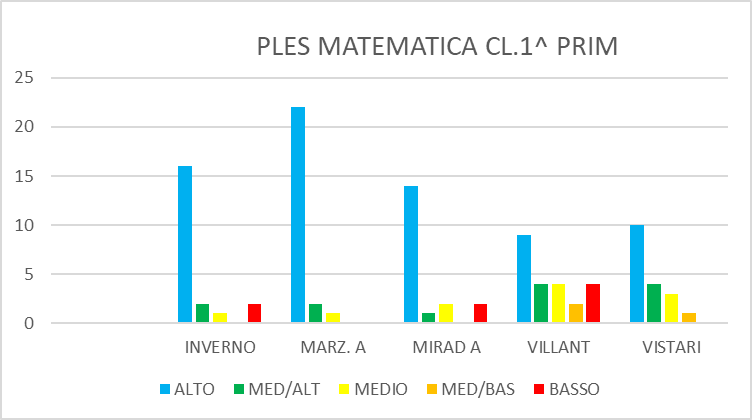 PLES MATEMATICA CL.1^ PRIM
25
20
15
10
5
0
INVERNO MARZ. A MIRAD A VILLANT VISTARI
ALTO MED/ALT MEDIO MED/BAS BASSO